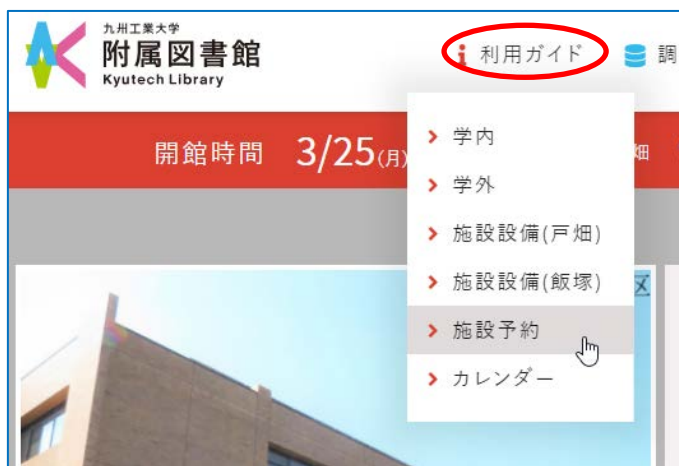 九州工業大学
附属図書館
Kyutech Library
利用ガイド
調
開館時間 3/25(月)
畑
学内
学外
施設設備(戸畑)
施設設備(飯塚)
施設予約
カレンダー